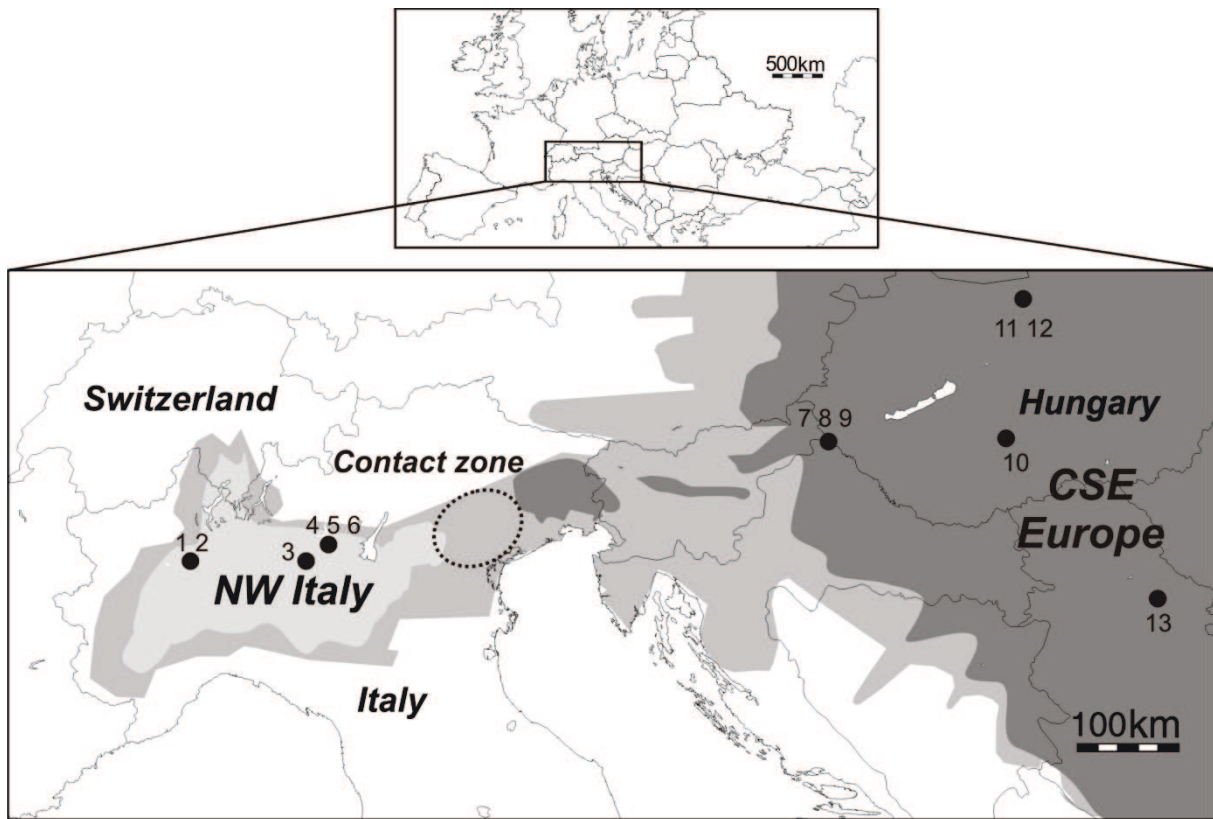 500km
11 12
Switzerland
7 8 9
Hungary
Contact zone
10
CSE
Europe
4 5 6
1 2
3
NW Italy
13
Italy
100km